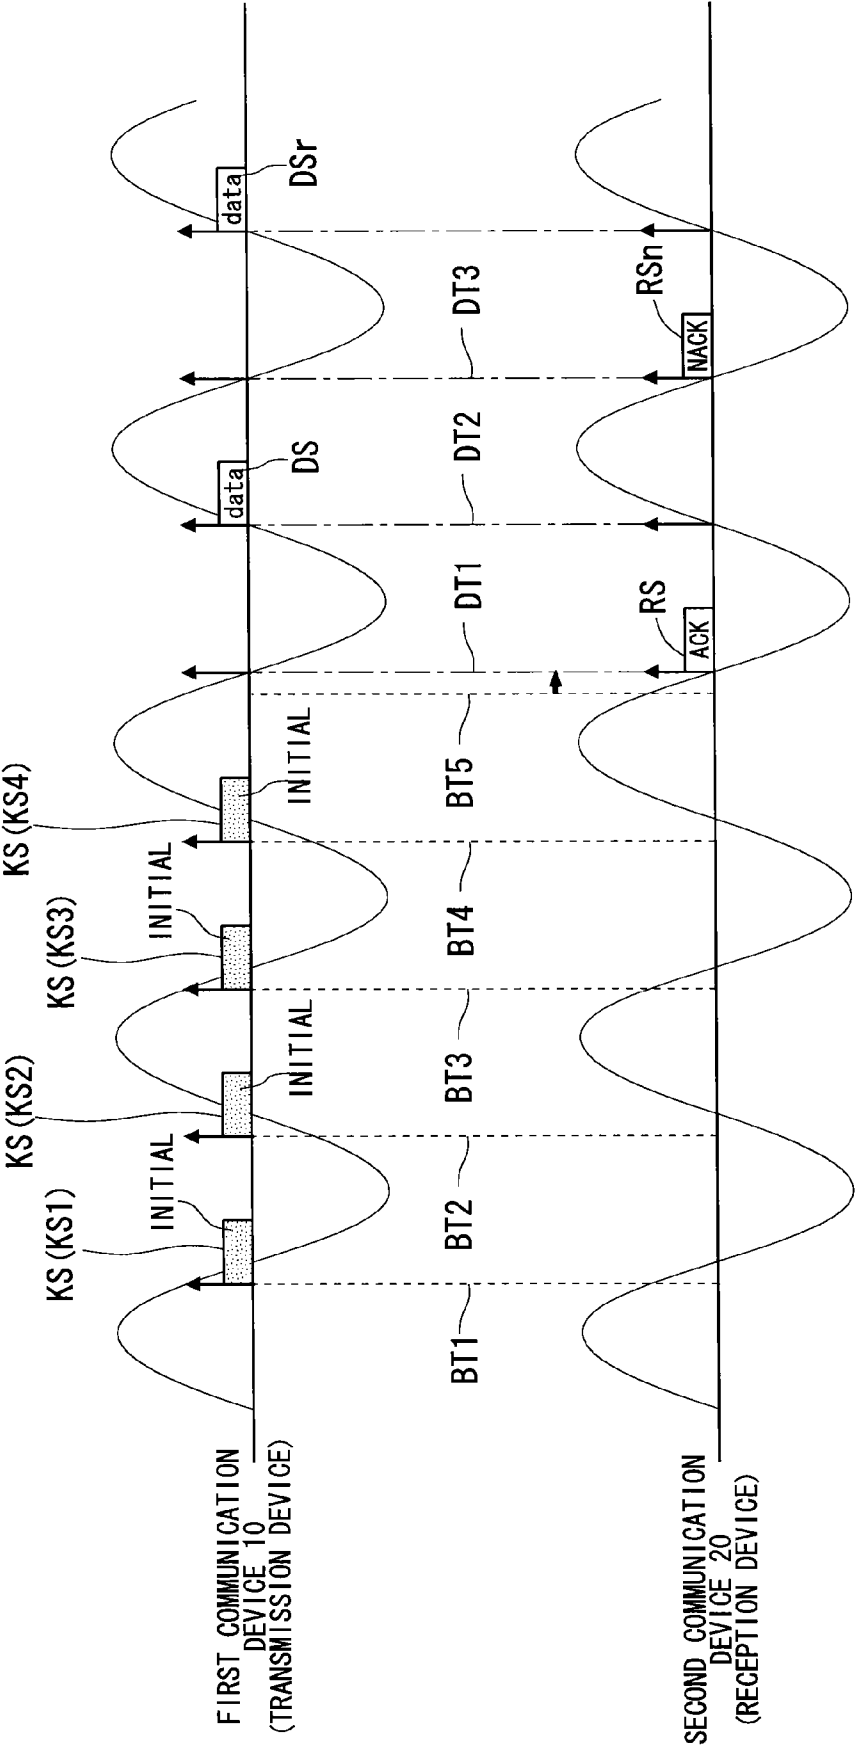 FIRST COMMUNICATION
DEVICE 10
(TRANSMISSION DEVICE)
KS(KS1)
INITIAL
KS(KS2)
INITIAL
KS(KS3)
INITIAL
KS(KS4)
INITIAL
data
DS
data
DSr
BT1
BT2
BT3
BT4
BT5
DT1
DT2
DT3
SECOND COMMUNICATION
DEVICE 20
(RECEPTION DEVICE)
ACK
RS
NACK
RSn